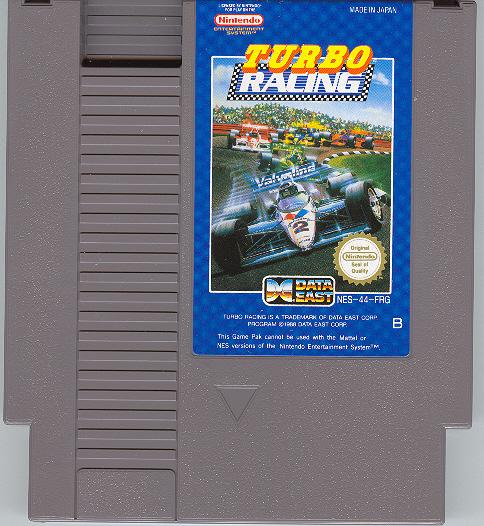 LICENSED BY NINTENDO
FOR PLAY ON THE
Nintendo
ENTERTAINMENT
SYSTEM™
MADE IN JAPAN
TURBO
RACING
Valvoline
2
Original
Nintendo
Seal of
Quality
DATA
EAST
NES-44-FRG
TURBO RACING IS A TRADEMARK OF DATA EAST CORP.
PROGRAM ©1988 DATA EAST CORP.
B
This Game Pak cannot be used with the Mattel or
NES versions of the Nintendo Entertainment System™.